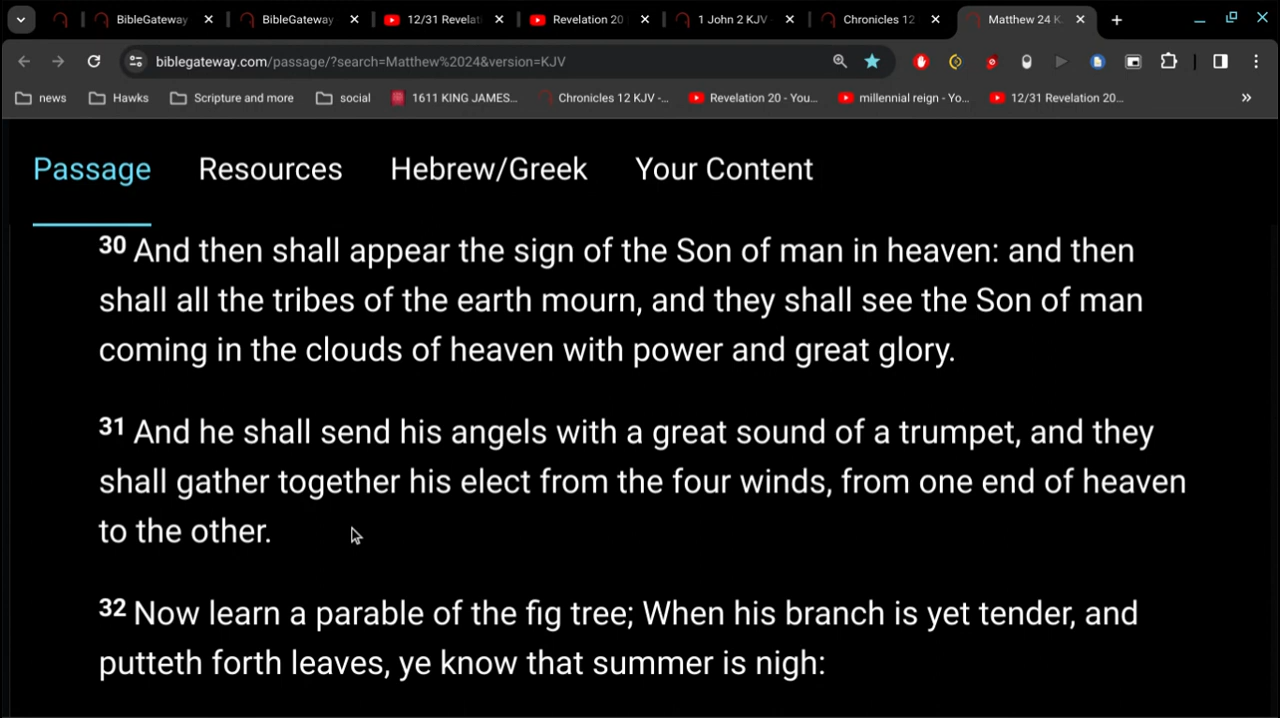 BibleGateway
BibleGateway
12/31 Revelat
Revelation 20
1 John 2 KJV
Chronicles 12
Matthew 24 K
biblegateway.com/passage/?search=Matthew%2024&version=KJV
news
Hawks
Scripture and more
social
1611 KING JAMES...
Chronicles 12 KJV -...
Revelation 20 - You...
millennial reign - Yo...
12/31 Revelation 20...
Passage
Resources
Hebrew/Greek
Your Content
30 And then shall appear the sign of the Son of man in heaven: and then
shall all the tribes of the earth mourn, and they shall see the Son of man
coming in the clouds of heaven with power and great glory.
31 And he shall send his angels with a great sound of a trumpet, and they
shall gather together his elect from the four winds, from one end of heaven
to the other.
32 Now learn a parable of the fig tree; When his branch is yet tender, and
putteth forth leaves, ye know that summer is nigh: